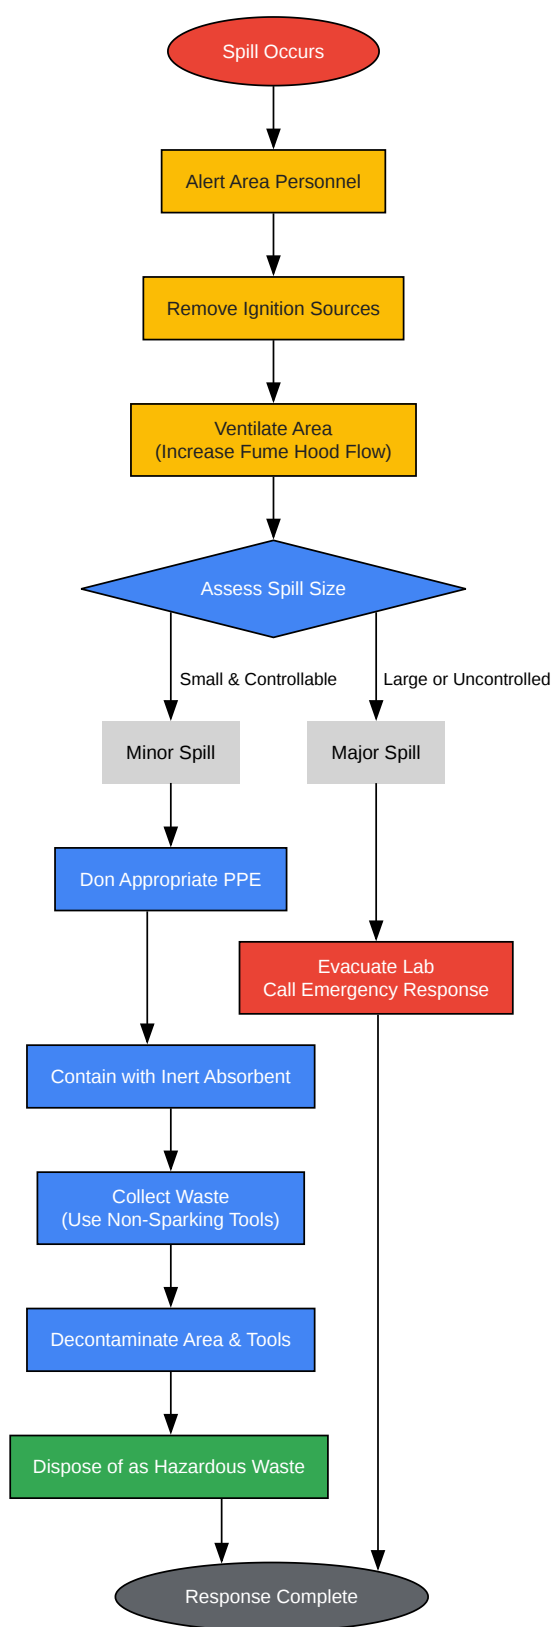 Spill Occurs
Alert Area Personnel
Remove Ignition Sources
Ventilate Area
(Increase Fume Hood Flow)
Assess Spill Size
Small & Controllable
Large or Uncontrolled
Minor Spill
Major Spill
Don Appropriate PPE
Evacuate Lab
Call Emergency Response
Contain with Inert Absorbent
Collect Waste
(Use Non-Sparking Tools)
Decontaminate Area & Tools
Dispose of as Hazardous Waste
Response Complete